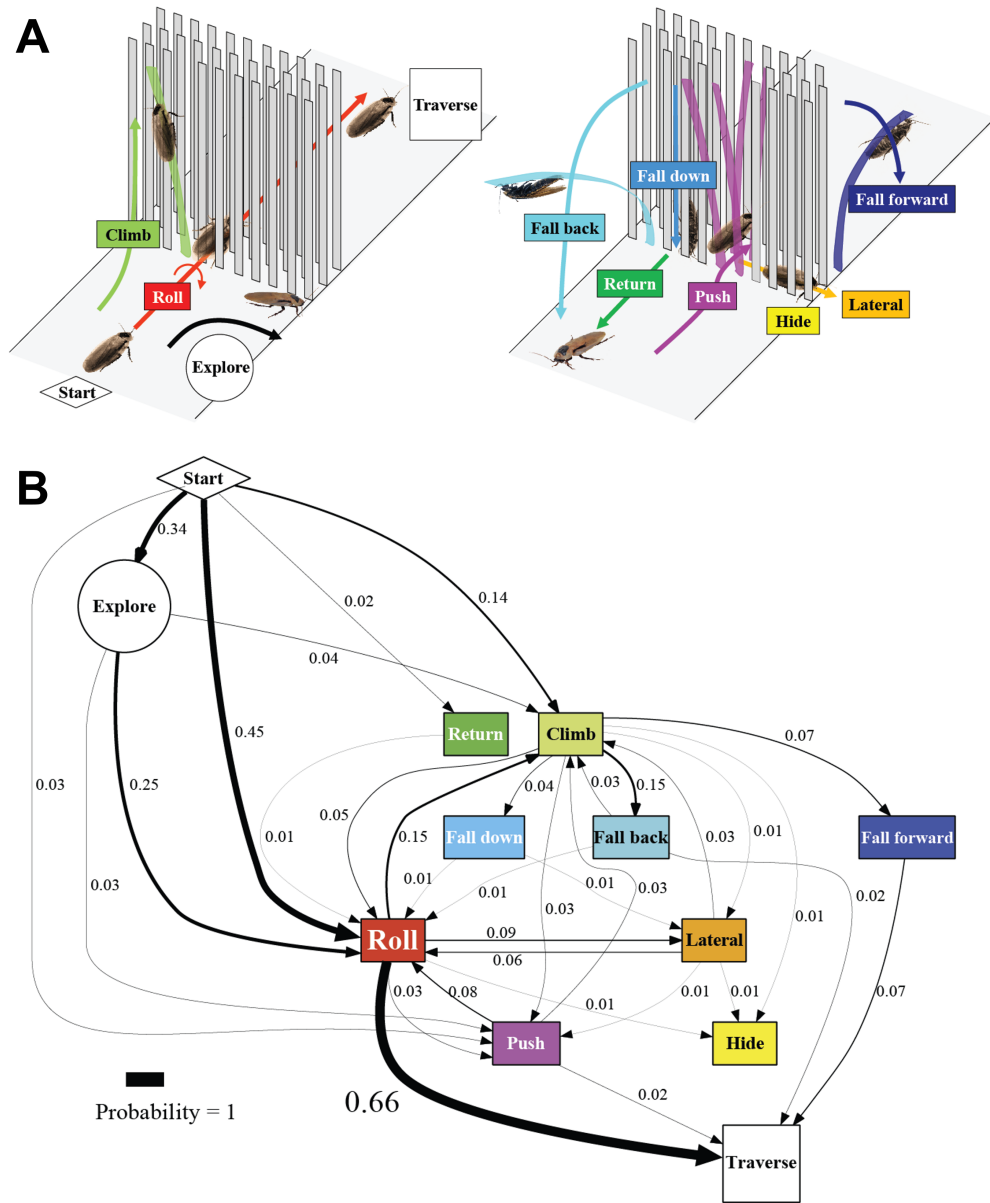 A
Traverse
Climb
Roll
Explore
Start
Fall down
Fall back
Fall forward
Return
Push
Lateral
Hide
B
Start
0.34
Explore
0.02
0.14
0.04
Return
Climb
0.45
0.07
0.25
0.03
0.04
0.03
0.15
0.05
0.15
Fall down
Fall back
Fall forward
0.01
0.03
0.01
0.03
0.01
0.01
0.01
0.03
0.02
0.01
0.03
Roll
0.09
Lateral
0.06
0.03
0.08
0.01
0.01
0.01
0.07
Push
Hide
Probability = 1
0.66
0.02
Traverse